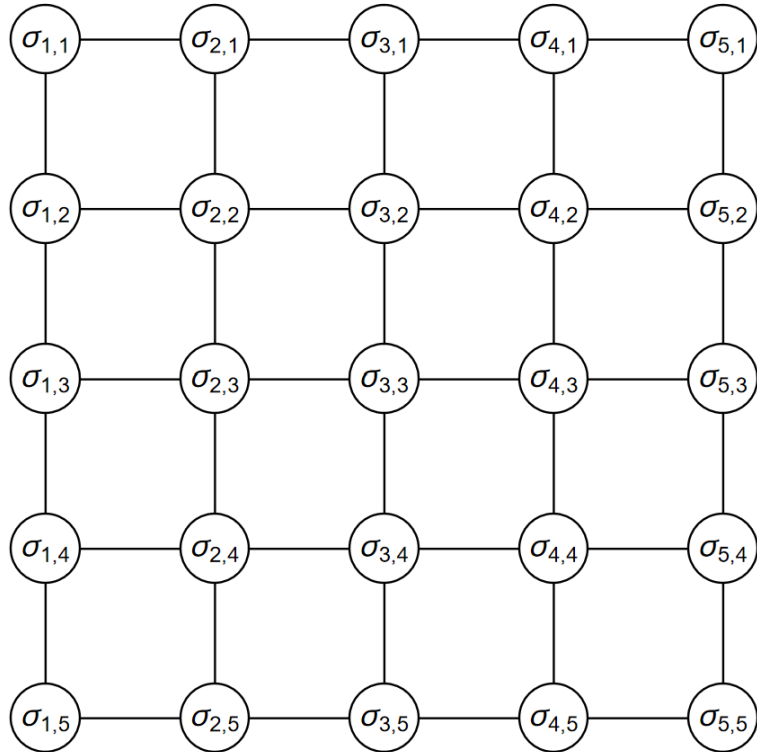 σ1,1 σ2,1 σ3,1 σ4,1 σ5,1
σ1,2 σ2,2 σ3,2 σ4,2 σ5,2
σ1,3 σ2,3 σ3,3 σ4,3 σ5,3
σ1,4 σ2,4 σ3,4 σ4,4 σ5,4
σ1,5 σ2,5 σ3,5 σ4,5 σ5,5